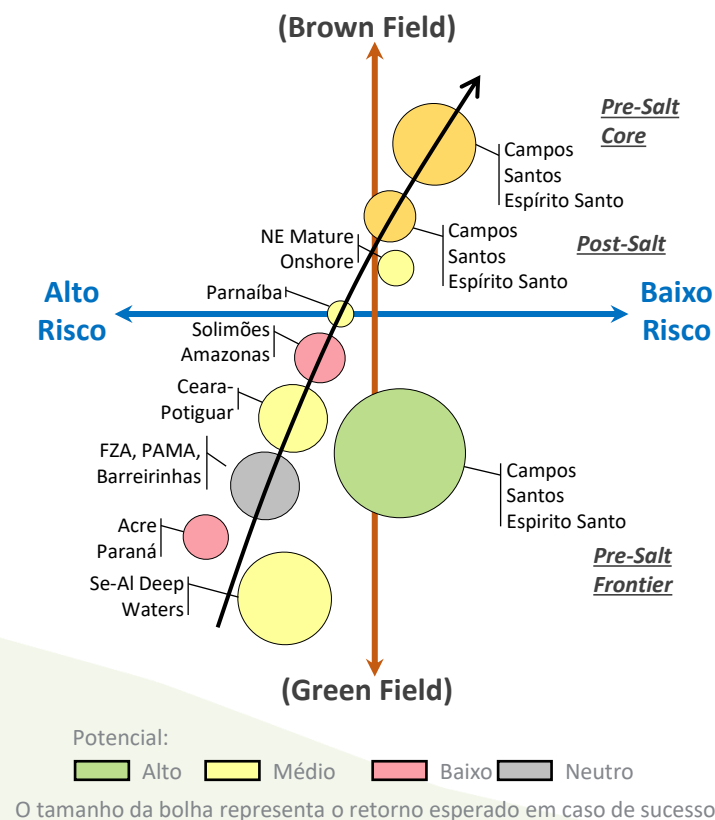 (Brown Field)
Pre-Salt
Core
Campos
Santos
Espírito Santo
NE Mature
Onshore
Campos
Santos
Espírito Santo
Post-Salt
Alto
Risco
Parnaíba
Baixo
Risco
Solimões
Amazonas
Ceara-
Potiguar
FZA, PAMA,
Barreirinhas
Campos
Santos
Espirito Santo
Acre
Paraná
Pre-Salt
Frontier
Se-Al Deep
Waters
(Green Field)
Potencial:
Alto Médio Baixo Neutro
O tamanho da bolha representa o retorno esperado em caso de sucesso